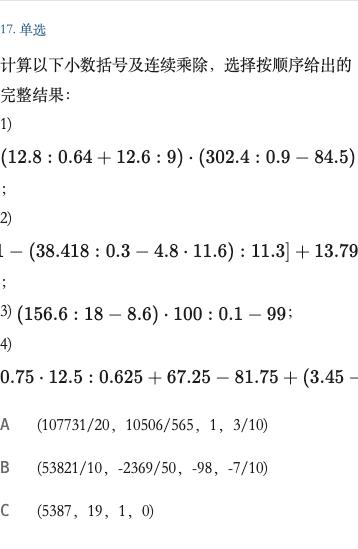 17. 单选
计算以下小数括号及连续乘除，选择按顺序给出的
完整结果：
1)
(12.8 : 0.64 + 12.6 : 9) · (302.4 : 0.9 − 84.5)
;
2)
− (38.418 : 0.3 − 4.8 · 11.6) : 11.3] + 13.79
;
3) (156.6 : 18 − 8.6) · 100 : 0.1 − 99;
4)
0.75 · 12.5 : 0.625 + 67.25 − 81.75 + (3.45 −
A (107731/20, 10506/565, 1, 3/10)
B (53821/10, -2369/50, -98, -7/10)
C (5387, 19, 1, 0)